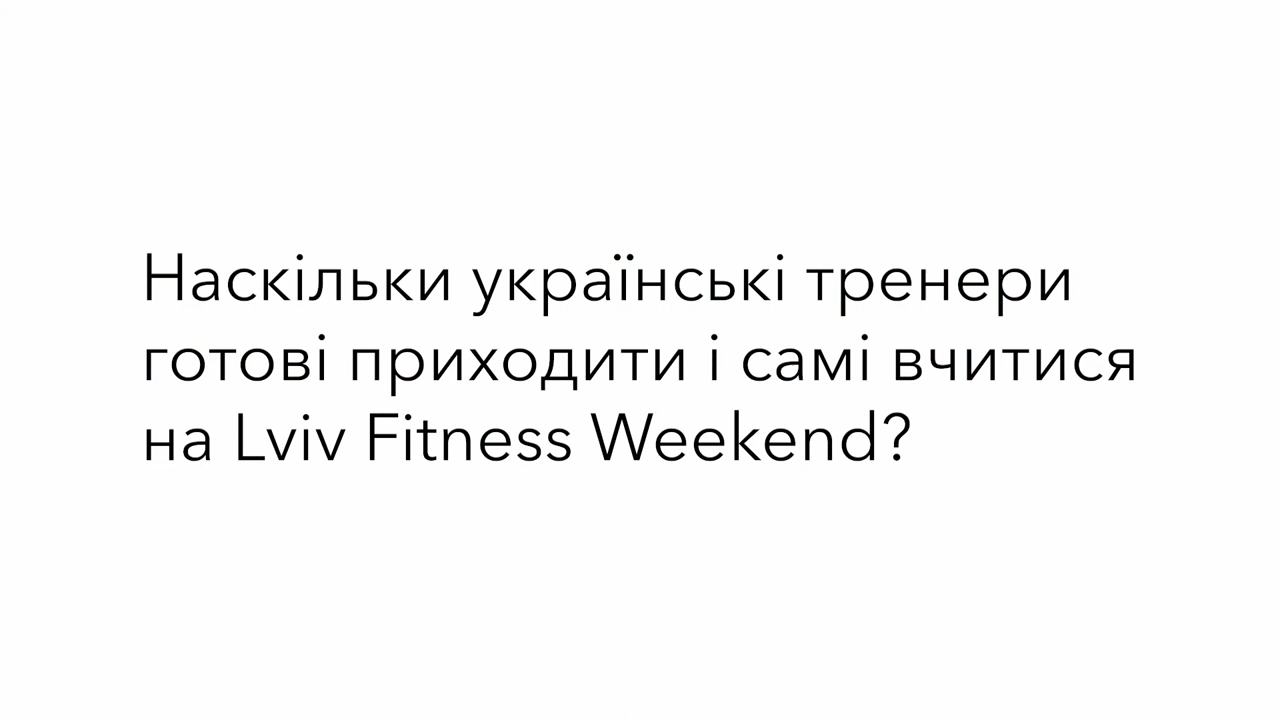 Наскільки українські тренери
готові приходити і самі вчитися
на Lviv Fitness Weekend?